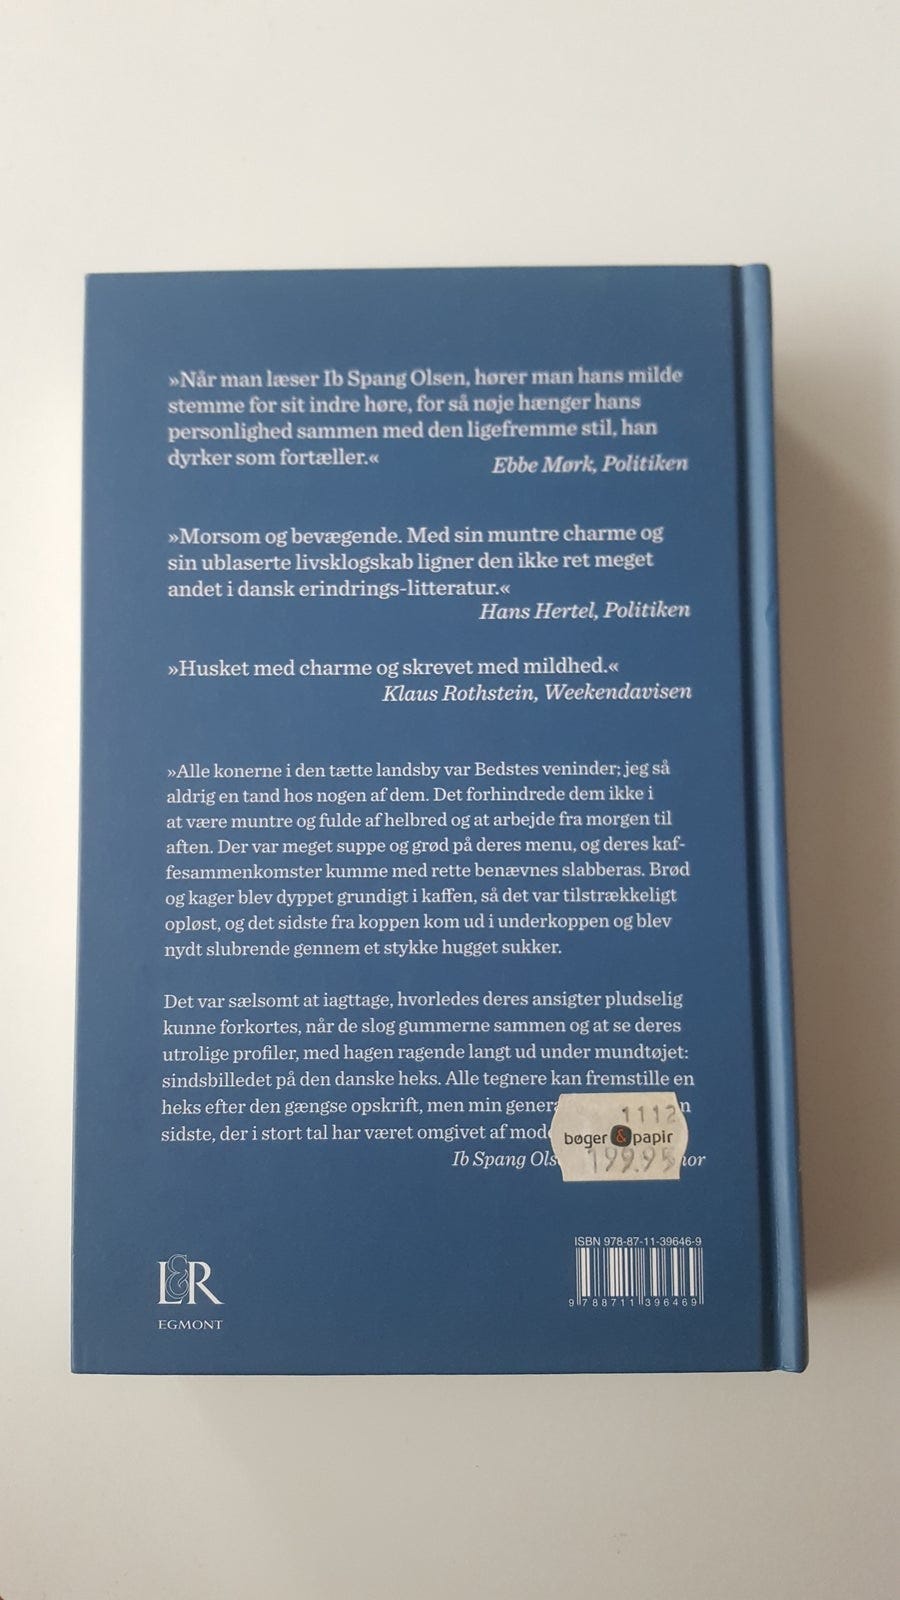 »Når man læser Ib Spang Olsen, hører man hans milde
stemme for sit indre høre, for så nøje hænger hans
personlighed sammen med den ligefremme stil, han
dyrker som fortæller.«
Ebbe Mørk, Politiken
»Morsom og bevægende. Med sin muntre charme og
sin ublaserte livsklogskab ligner den ikke ret meget
andet i dansk erindrings-litteratur.«
Hans Hertel, Politiken
»Husket med charme og skrevet med mildhed.«
Klaus Rothstein, Weekendavisen
»Alle konerne i den tætte landsby var Bedstes veninder; jeg så
aldrig en tand hos nogen af dem. Det forhindrede dem ikke i
at være muntre og fulde af helbred og at arbejde fra morgen til
aften. Der var meget suppe og grød på deres menu, og deres kaf-
fesammenkomster kumme med rette benævnes slabberas. Brød
og kager blev dyppet grundigt i kaffen, så det var tilstrækkeligt
opløst, og det sidste fra koppen kom ud i underkoppen og blev
nydt slubrende gennem et stykke hugget sukker.
Det var sælsomt at iagttage, hvorledes deres ansigter pludselig
kunne forkortes, når de slog gummerne sammen og at se deres
utrolige profiler, med hagen ragende langt ud under mundtøjet:
sindsbilledet på den danske heks. Alle tegnere kan fremstille en
heks efter den gængse opskrift, men min
sidste, der i stort tal har været omgivet af
Ib Spang
1112
bøger & papir
199.95
ISBN 978-87-11-39646-9
9 788711 396469
L&R
EGMONT